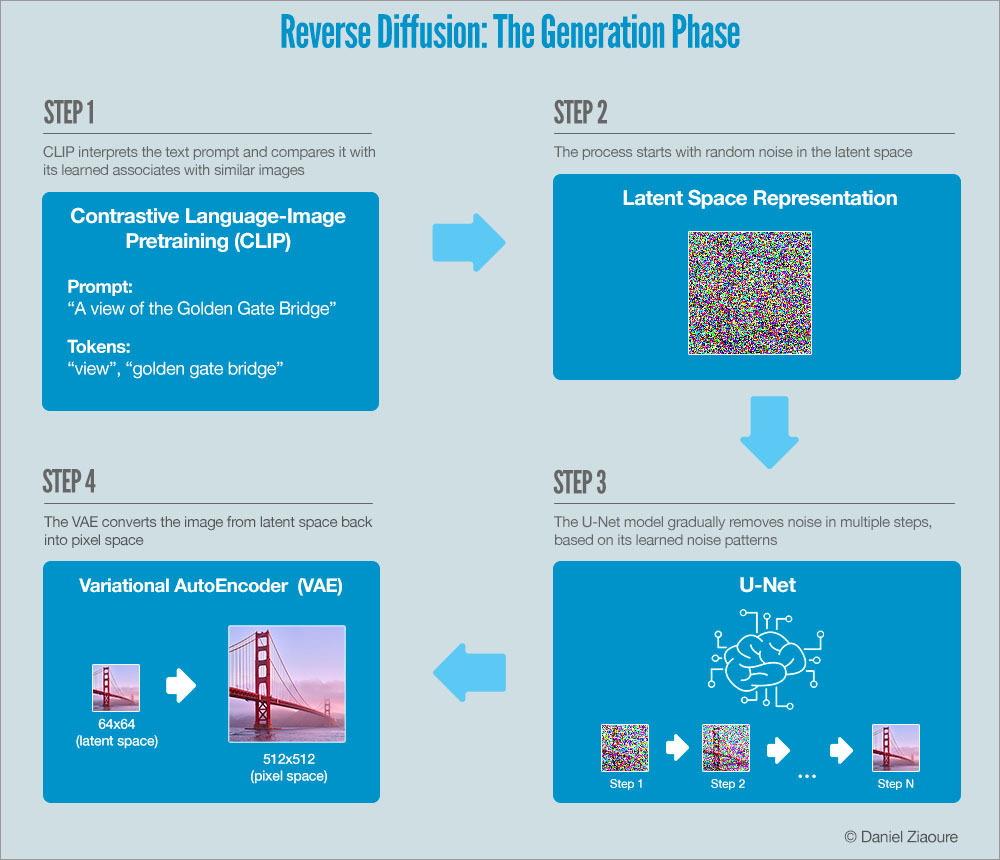 Reverse Diffusion: The Generation Phase
STEP 1
CLIP interprets the text prompt and compares it with
its learned associates with similar images
Contrastive Language-Image
Pretraining (CLIP)
Prompt:
“A view of the Golden Gate Bridge”
Tokens:
“view”, “golden gate bridge”
STEP 2
The process starts with random noise in the latent space
Latent Space Representation
STEP 3
The U-Net model gradually removes noise in multiple steps,
based on its learned noise patterns
U-Net
Step 1
Step 2
...
Step N
STEP 4
The VAE converts the image from latent space back
into pixel space
Variational AutoEncoder (VAE)
64x64
(latent space)
512x512
(pixel space)
© Daniel Ziaoure